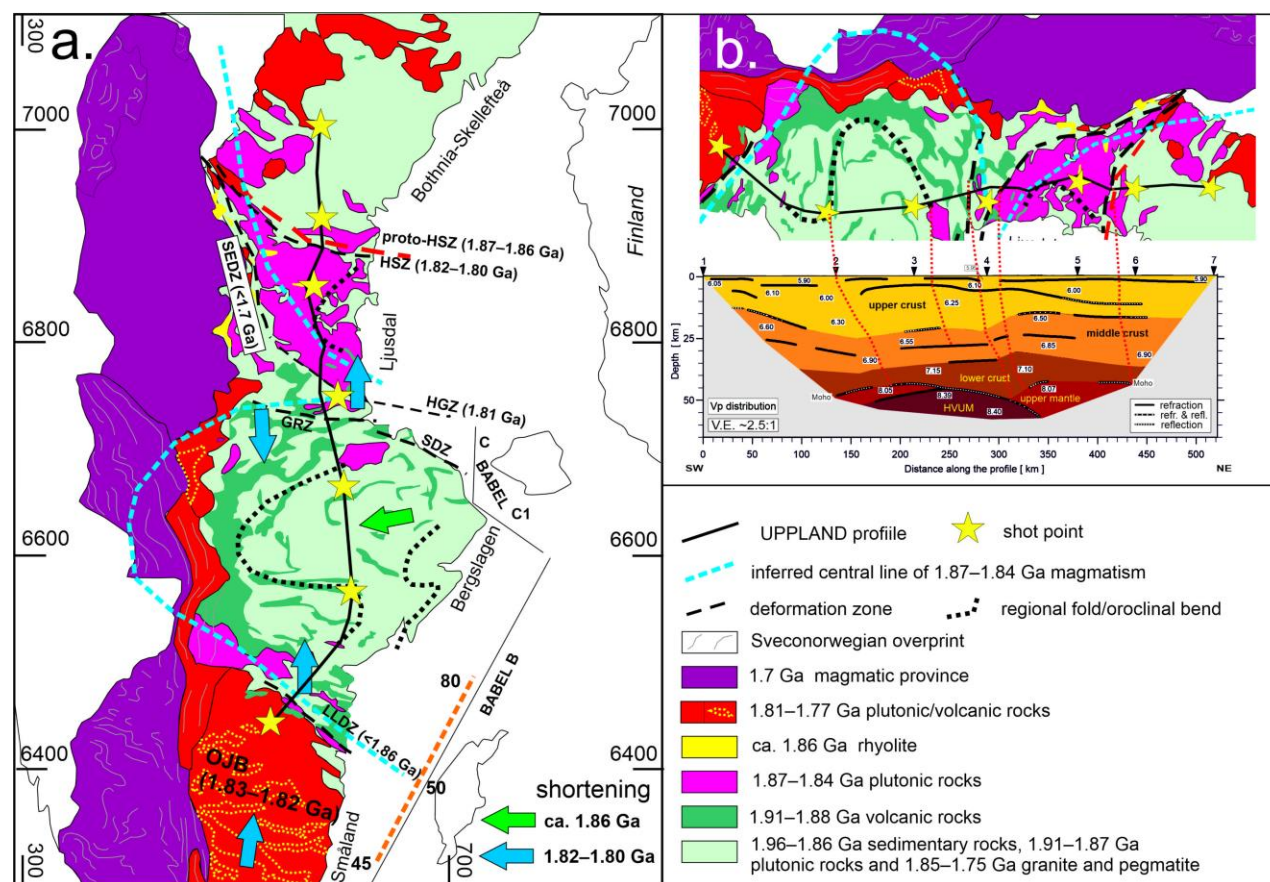 a.
300
7000
6800
6600
6400
300
700
Bothnia-Skellefteå
Finland
proto-HSZ (1.87–1.86 Ga)
HSZ (1.82–1.80 Ga)
SEDZ (<1.7 Ga)
Ljusdal
HGZ (1.81 Ga)
GRZ
SDZ
C
BABEL
C1
Bergslagen
80
BABEL B
LLDZ (<1.86 Ga)
50
OJB
(1.83–1.82 Ga)
45
Småland
shortening
ca. 1.86 Ga
1.82–1.80 Ga
b.
1 2 3 4 5 6 7
0
25
50
Depth [km]
6.05 5.90 6.10 6.00 5.90
6.10 6.00 6.25
upper crust
6.30
6.60 6.50
middle crust
6.55 6.85
6.90 6.90
7.15 7.10
lower crust
8.05 8.07
Moho Moho
8.30 upper mantle
HVUM 8.40
Vp distribution
V.E. ~2.5:1
refraction
refr. & refl.
reflection
0 50 100 150 200 250 300 350 400 450 500
SW Distance along the profile [ km ] NE
UPPLAND profiile shot point
inferred central line of 1.87–1.84 Ga magmatism
deformation zone regional fold/oroclinal bend
Sveconorwegian overprint
1.7 Ga magmatic province
1.81–1.77 Ga plutonic/volcanic rocks
ca. 1.86 Ga rhyolite
1.87–1.84 Ga plutonic rocks
1.91–1.88 Ga volcanic rocks
1.96–1.86 Ga sedimentary rocks, 1.91–1.87 Ga
plutonic rocks and 1.85–1.75 Ga granite and pegmatite